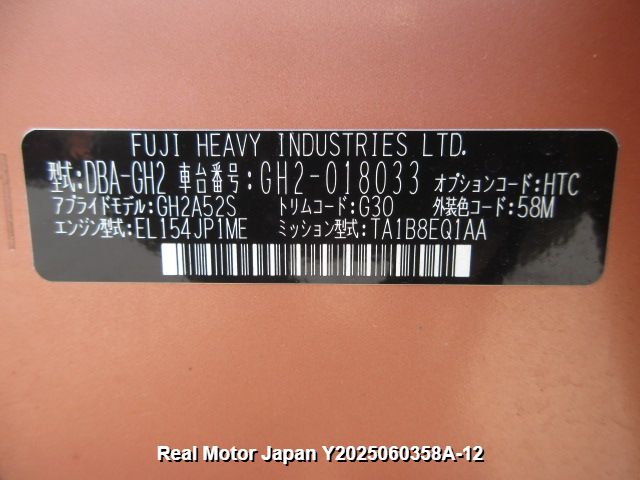 FUJI HEAVY INDUSTRIES LTD.
型式:DBA-GH2 車台番号:GH2-018033 オプションコード:HTC
アプライドモデル:GH2A52S トリムコード:G30 外装色コード:58M
エンジン型式:EL154JP1ME ミッション型式:TA1B8EQ1AA
Real Motor Japan Y2025060358A-12